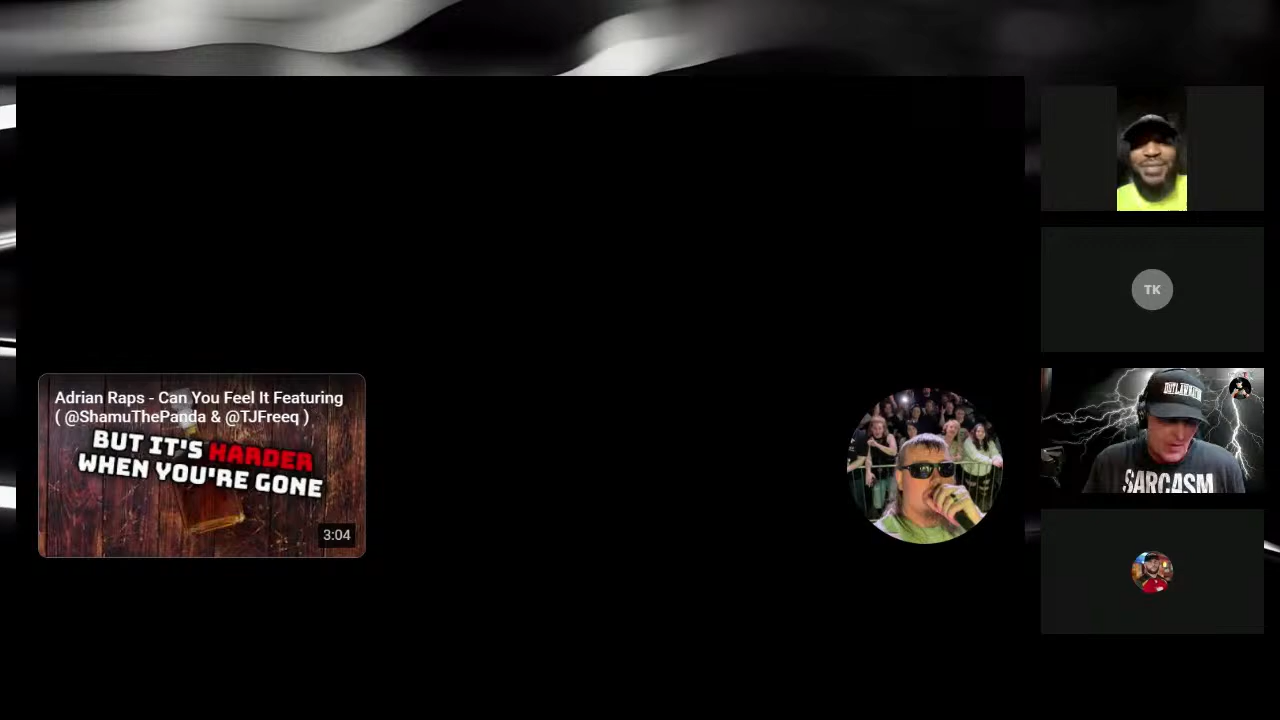 Adrian Raps - Can You Feel It Featuring
( @ShamuThePanda & @TJFreeq )
BUT IT'S HARDER
WHEN YOU'RE GONE
3:04
TK
SARCASM